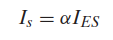 I_s = αI_{ES}